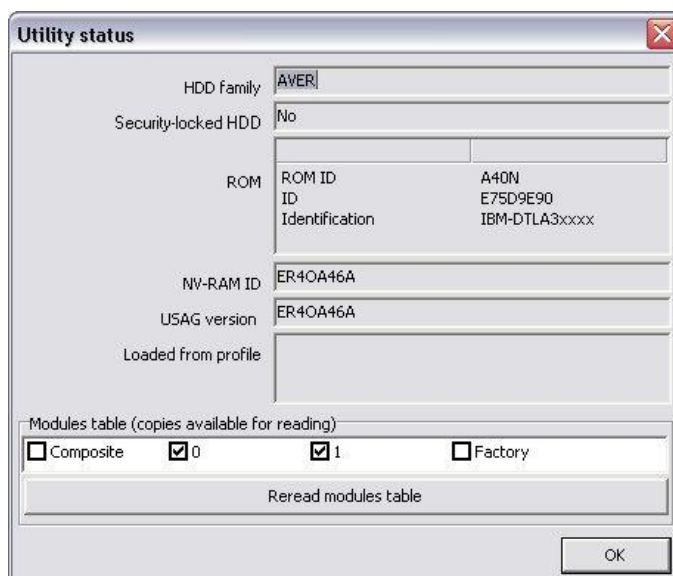 Utility status
HDD family AVER
Security-locked HDD No
ROM
ROM ID A40N
ID E75D9E90
Identification IBM-DTLA3xxxx
NV-RAM ID ER4OA46A
USAG version ER4OA46A
Loaded from profile
Modules table (copies available for reading)
Composite 0 1 Factory
Reread modules table
OK